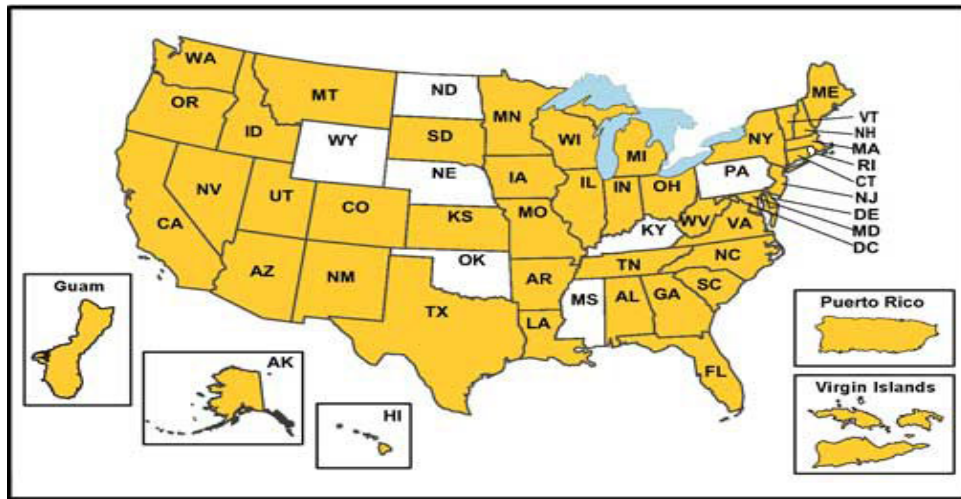 WA
MT
ND
MN
ME
VT
NH
MA
RI
CT
NJ
DE
MD
DC
OR
ID
WY
SD
WI
MI
NY
PA
NV
UT
CO
NE
IA
IL
IN
OH
CA
KS
MO
KY
WV
VA
AZ
NM
OK
AR
TN
NC
SC
TX
LA
MS
AL
GA
FL
Guam
AK
HI
Puerto Rico
Virgin Islands